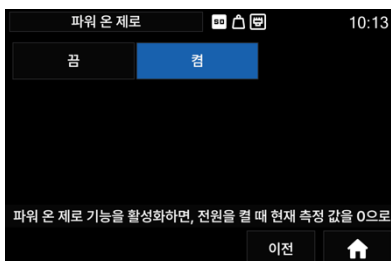 파워 온 제로
SD
10:13
끔
켬
파워 온 제로 기능을 활성화하면, 전원을 켤 때 현재 측정 값을 0으로
이전